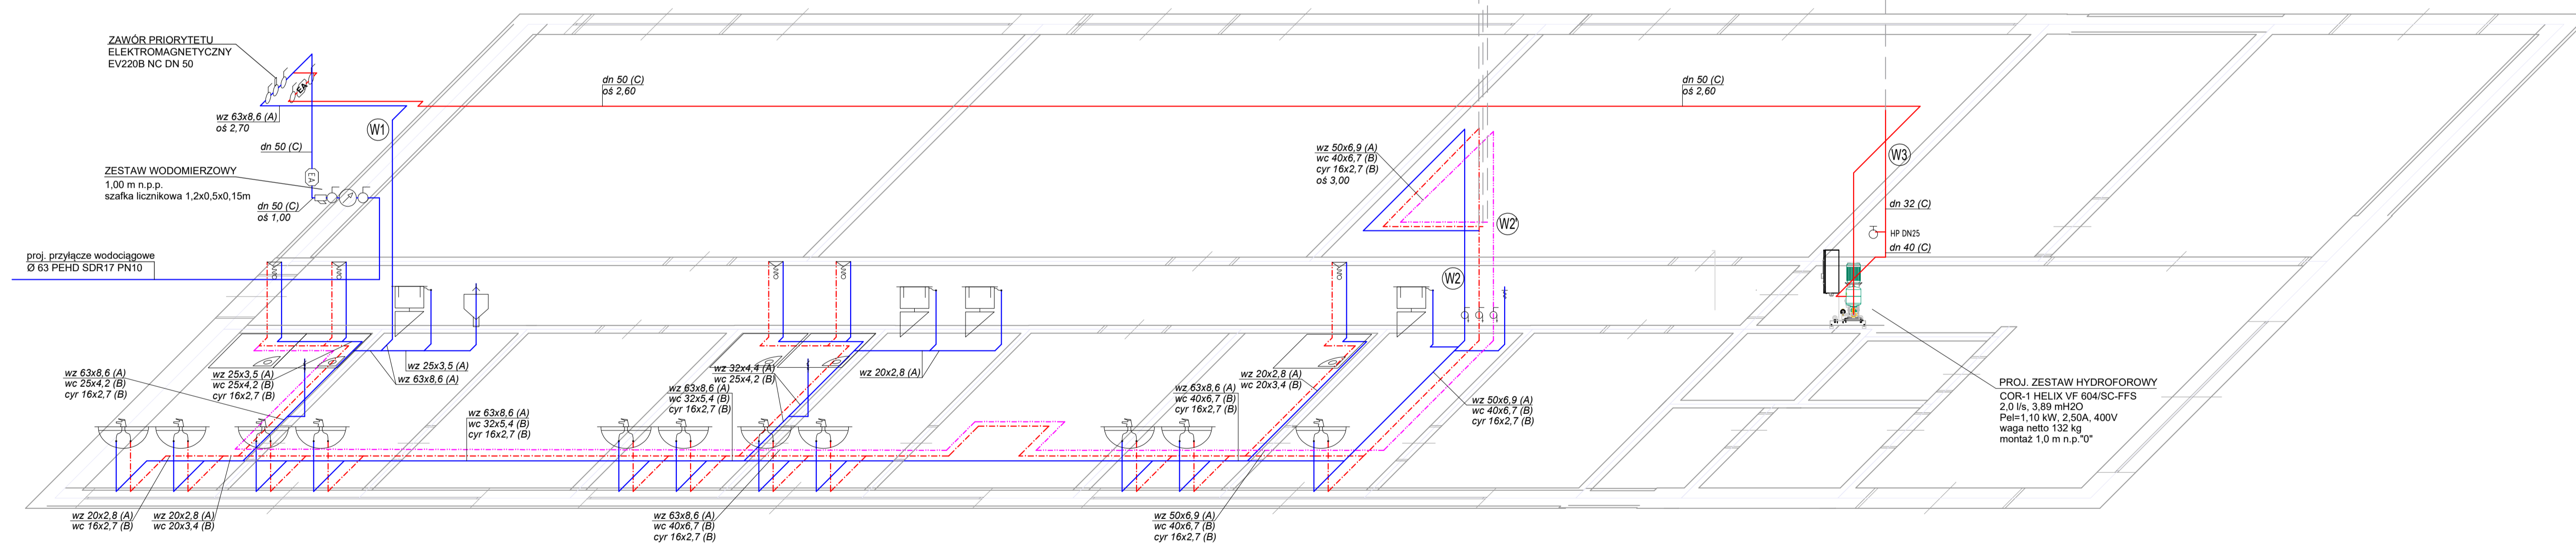 ZAWÓR PRIORYTETU
ELEKTROMAGNETYCZNY
EV220B NC DN 50
EA
wz 63x8,6 (A)
oś 2,70
W1
dn 50 (C)
ZESTAW WODOMIERZOWY
1,00 m n.p.p.
szafka licznikowa 1,2x0,5x0,15m
EA
dn 50 (C)
oś 1,00
proj. przyłącze wodociągowe
Ø 63 PEHD SDR17 PN10
dn 50 (C)
oś 2,60
dn 50 (C)
oś 2,60
wz 50x6,9 (A)
wc 40x6,7 (B)
cyr 16x2,7 (B)
oś 3,00
W2'
W2
W3
dn 32 (C)
HP DN25
dn 40 (C)
wz 63x8,6 (A)
wc 25x4,2 (B)
cyr 16x2,7 (B)
wz 25x3,5 (A)
wc 25x4,2 (B)
cyr 16x2,7 (B)
wz 25x3,5 (A)
wz 63x8,6 (A)
wz 63x8,6 (A)
wc 32x5,4 (B)
cyr 16x2,7 (B)
wz 32x4,4 (A)
wc 25x4,2 (B)
wz 63x8,6 (A)
wc 32x5,4 (B)
cyr 16x2,7 (B)
wz 20x2,8 (A)
wz 20x2,8 (A)
wc 20x3,4 (B)
wz 63x8,6 (A)
wc 40x6,7 (B)
cyr 16x2,7 (B)
wz 50x6,9 (A)
wc 40x6,7 (B)
cyr 16x2,7 (B)
PROJ. ZESTAW HYDROFOROWY
COR-1 HELIX VF 604/SC-FFS
2,0 l/s, 3,89 mH2O
Pel=1,10 kW, 2,50A, 400V
waga netto 132 kg
montaż 1,0 m n.p."0"
wz 20x2,8 (A)
wc 16x2,7 (B)
wz 20x2,8 (A)
wc 20x3,4 (B)
wz 63x8,6 (A)
wc 40x6,7 (B)
cyr 16x2,7 (B)
wz 50x6,9 (A)
wc 40x6,7 (B)
cyr 16x2,7 (B)